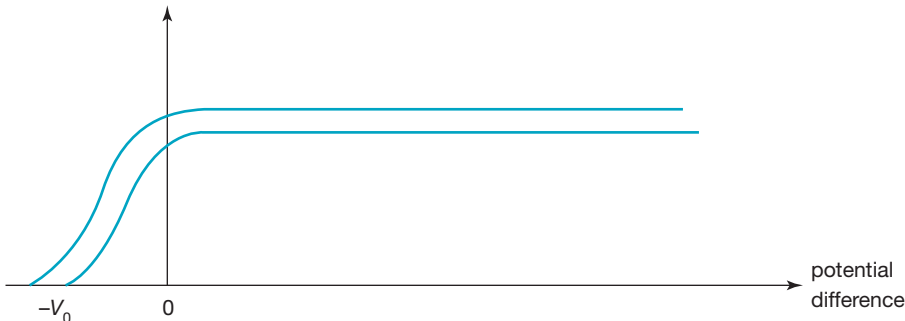 potential
difference
–V₀ 0